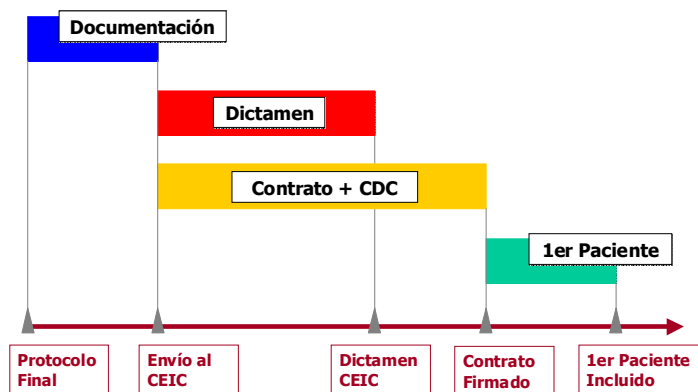 Documentación
Dictamen
Contrato + CDC
1er Paciente
Protocolo
Final
Envío al
CEIC
Dictamen
CEIC
Contrato
Firmado
1er Paciente
Incluido